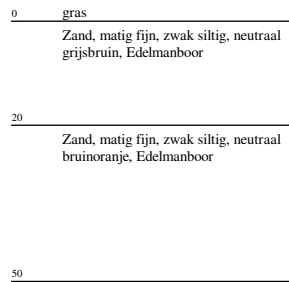 0 gras
Zand, matig fijn, zwak siltig, neutraal
grijsbruin, Edelmanboor
20
Zand, matig fijn, zwak siltig, neutraal
bruinoranje, Edelmanboor
50